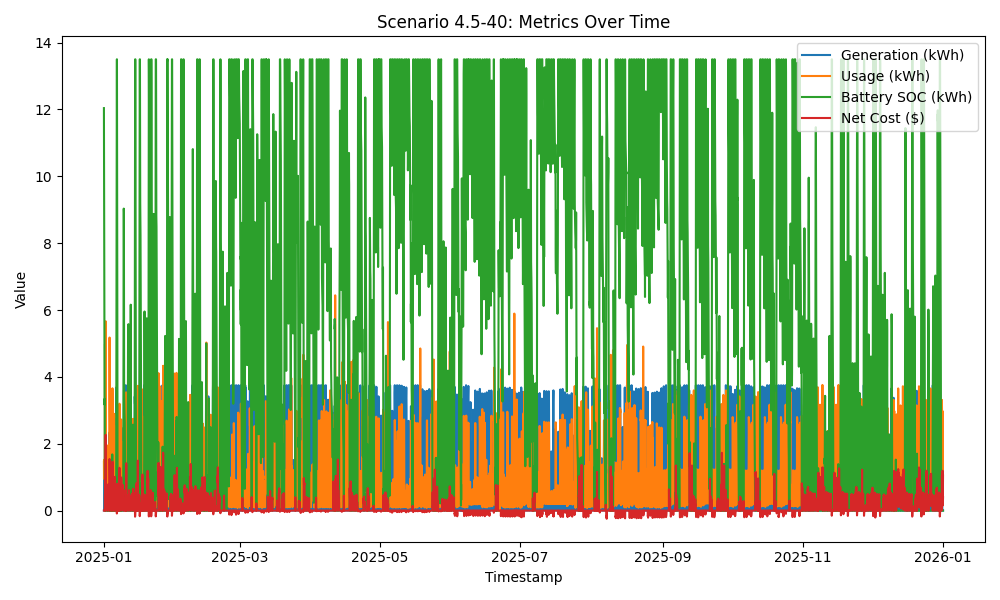 Scenario 4.5-40: Metrics Over Time
Generation (kWh)
Usage (kWh)
Battery SOC (kWh)
Net Cost ($)
Value
14
12
10
8
6
4
2
0
2025-01
2025-03
2025-05
2025-07
2025-09
2025-11
2026-01
Timestamp